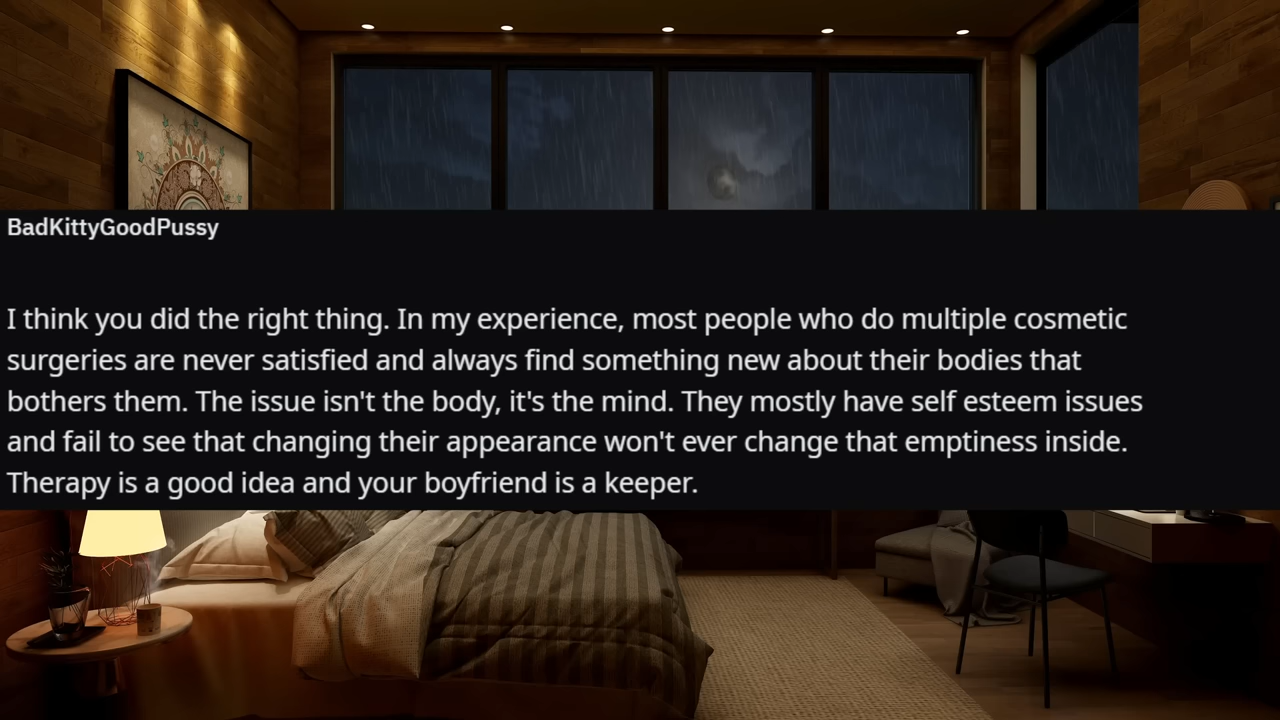 BadKittyGoodPussy
I think you did the right thing. In my experience, most people who do multiple cosmetic
surgeries are never satisfied and always find something new about their bodies that
bothers them. The issue isn't the body, it's the mind. They mostly have self esteem issues
and fail to see that changing their appearance won't ever change that emptiness inside.
Therapy is a good idea and your boyfriend is a keeper.